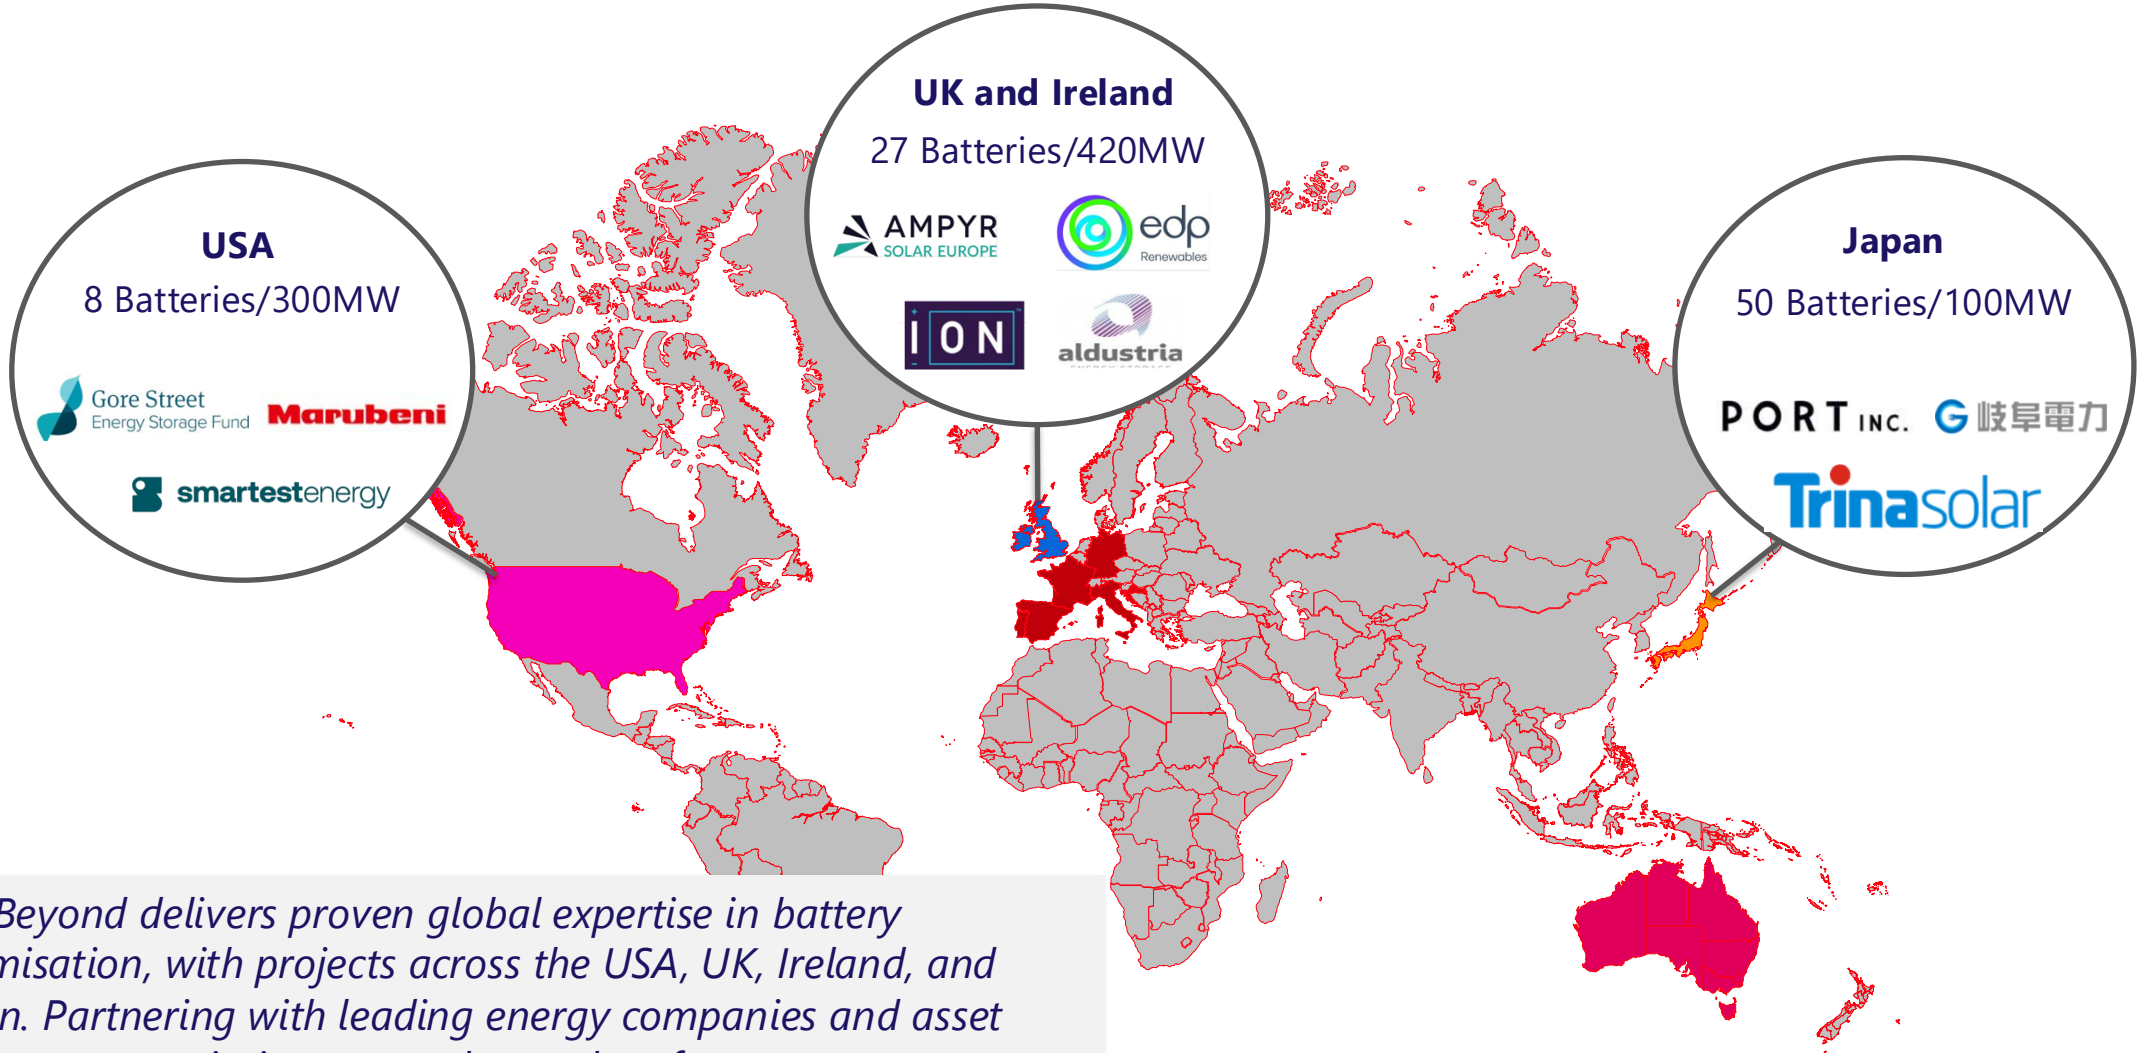 USA
8 Batteries/300MW
Gore Street
Energy Storage Fund
Marubeni
smartestenergy
UK and Ireland
27 Batteries/420MW
AMPYR
SOLAR EUROPE
edp
Renewables
ION
aldustria
Japan
50 Batteries/100MW
PORT INC.
G 岐阜電力
Trinasolar
Beyond delivers proven global expertise in battery
misation, with projects across the USA, UK, Ireland, and
n. Partnering with leading energy companies and asset